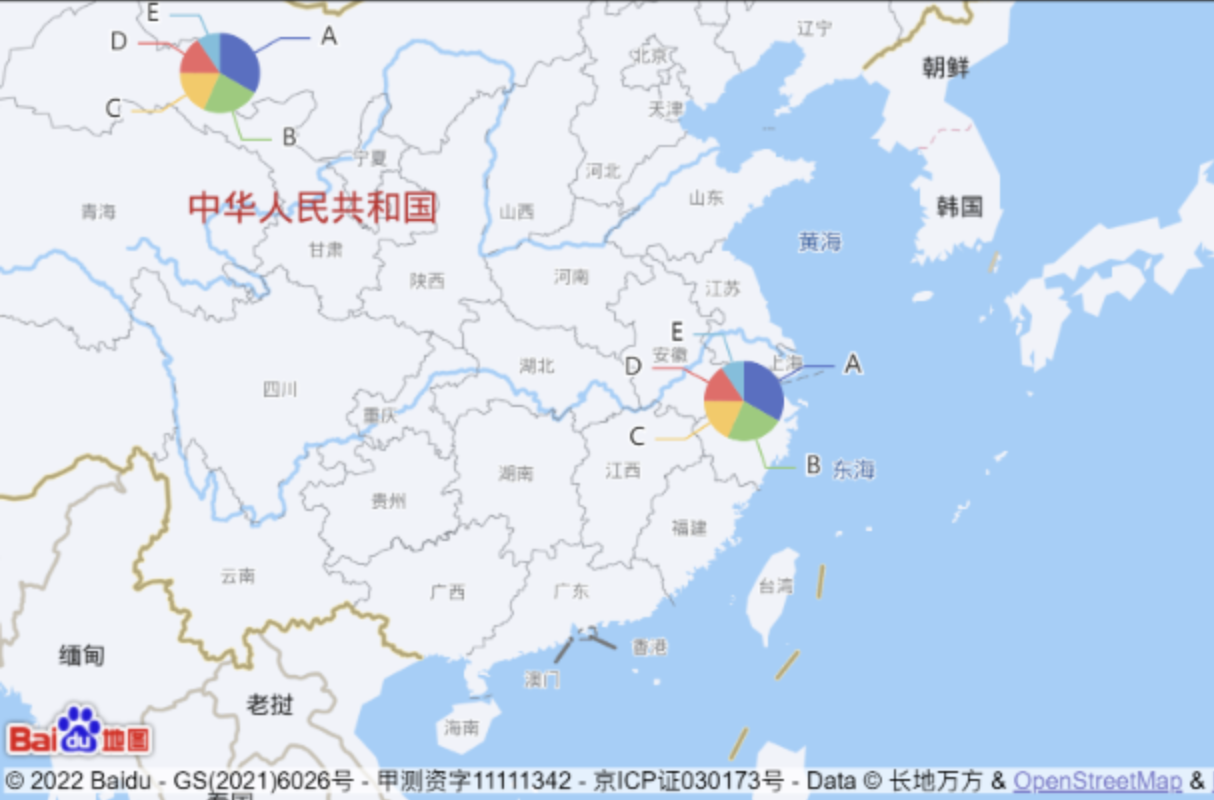 E
D
A
C
B
辽宁
北京
朝鲜
天津
宁夏
河北
山东
中华人民共和国
青海
山西
韩国
黄海
甘肃
陕西
河南
江苏
E
安徽
上海
A
D
湖北
四川
重庆
C
B
东海
湖南
江西
贵州
福建
云南
广西
广东
台湾
香港
缅甸
澳门
老挝
海南
Bai du 地图
© 2022 Baidu - GS(2021)6026号 - 甲测资字11111342 - 京ICP证030173号 - Data © 长地万方 & OpenStreetMap &